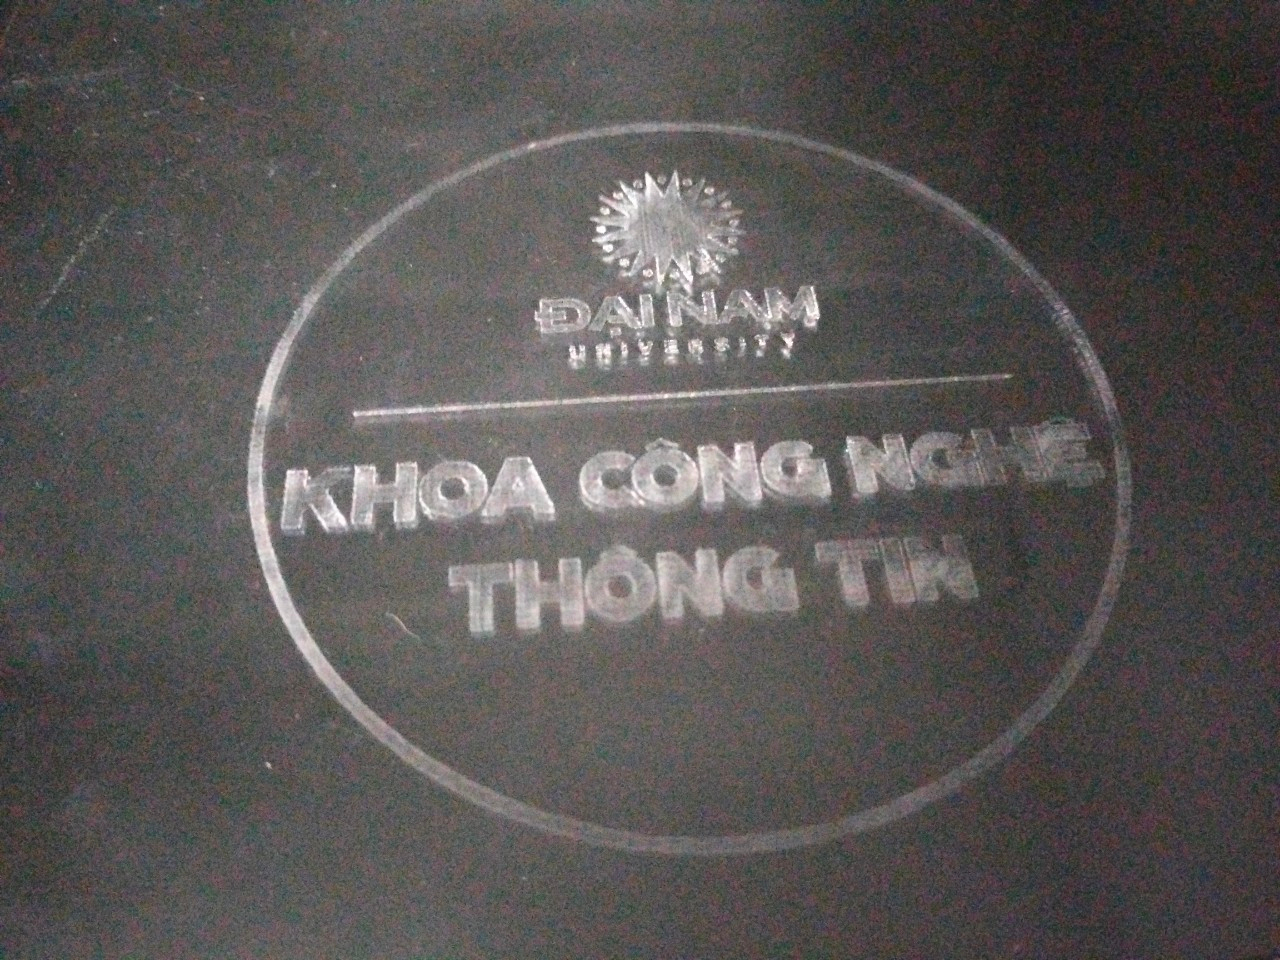 ĐẠI NAM
UNIVERSITY
KHOA CÔNG NGHỆ
THÔNG TIN